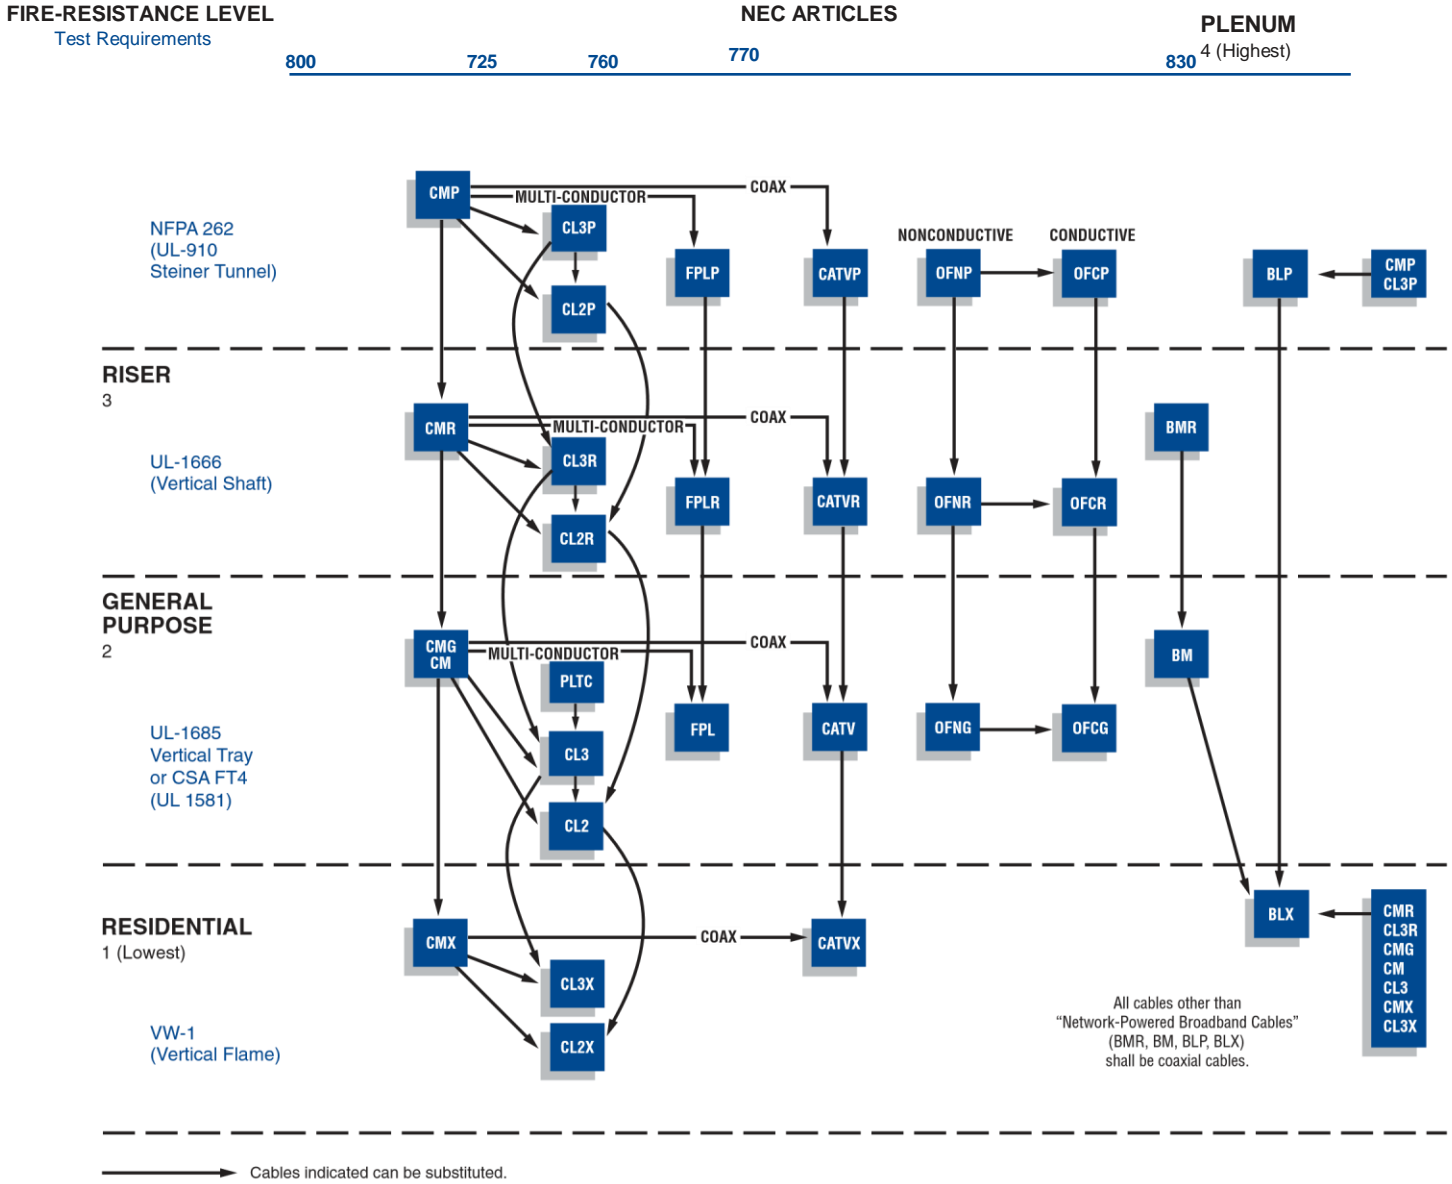 FIRE-RESISTANCE LEVEL
Test Requirements
NEC ARTICLES
PLENUM
4 (Highest)
800
725
760
770
830
NFPA 262
(UL-910
Steiner Tunnel)
CMP
COAX
MULTI-CONDUCTOR
CL3P
CL2P
FPLP
CATVP
NONCONDUCTIVE
CONDUCTIVE
OFNP
OFCP
BLP
CMP
CL3P
RISER
3
UL-1666
(Vertical Shaft)
CMR
COAX
MULTI-CONDUCTOR
CL3R
CL2R
FPLR
CATVR
OFNR
OFCR
BMR
GENERAL
PURPOSE
2
UL-1685
Vertical Tray
or CSA FT4
(UL 1581)
CMG
CM
COAX
MULTI-CONDUCTOR
PLTC
CL3
CL2
FPL
CATV
OFNG
OFCG
BM
RESIDENTIAL
1 (Lowest)
VW-1
(Vertical Flame)
CMX
COAX
CL3X
CL2X
CATVX
BLX
CMR
CL3R
CMG
CM
CL3
CMX
CL3X
All cables other than
“Network-Powered Broadband Cables”
(BMR, BM, BLP, BLX)
shall be coaxial cables.
Cables indicated can be substituted.